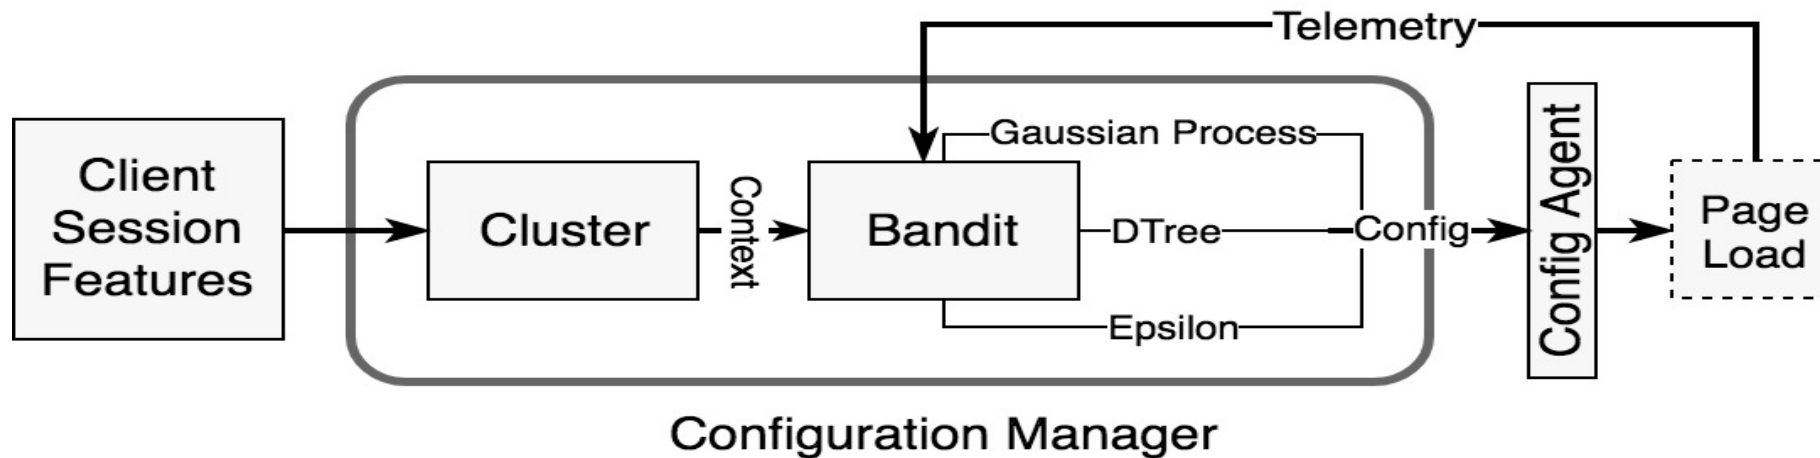 Telemetry
Client
Session
Features
Cluster
Context
Bandit
Gaussian Process
DTree
Epsilon
Config
Config Agent
Page
Load
Configuration Manager